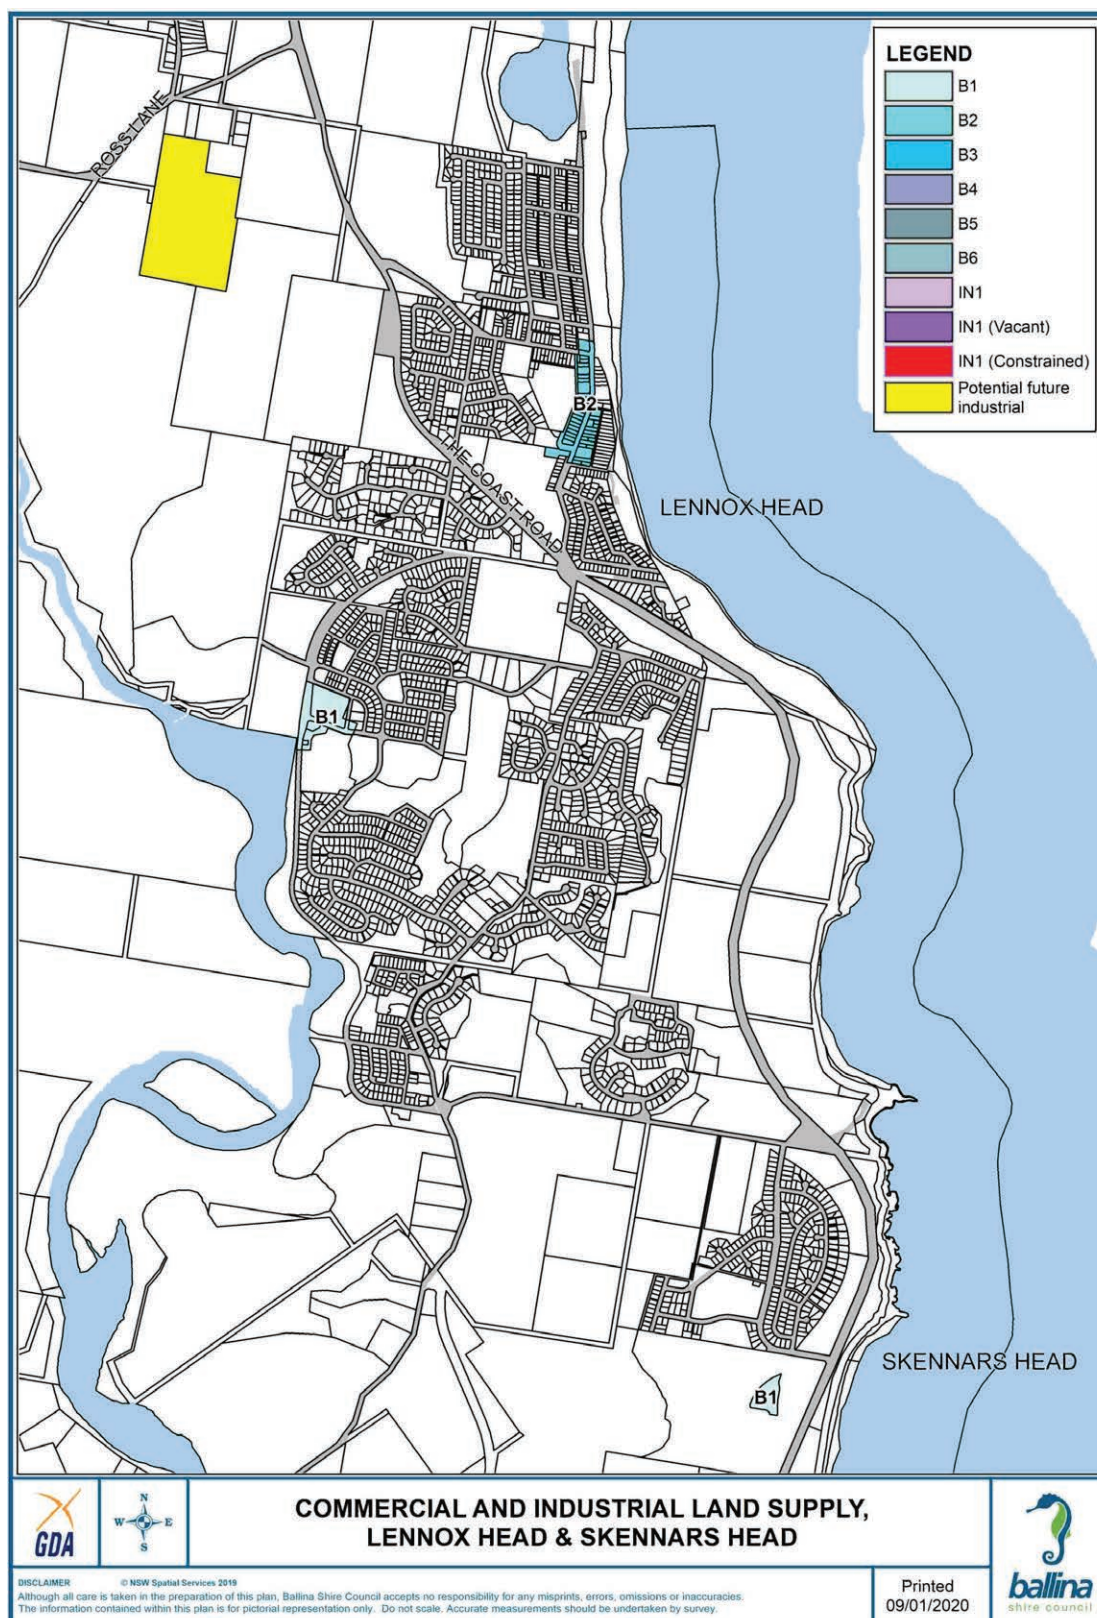 LEGEND
B1
B2
B3
B4
B5
B6
IN1
IN1 (Vacant)
IN1 (Constrained)
Potential future
industrial
ROSS LANE
B2
THE COAST ROAD
LENNOX HEAD
B1
SKENNARS HEAD
B1
GDA
N
W E
S
COMMERCIAL AND INDUSTRIAL LAND SUPPLY,
LENNOX HEAD & SKENNARS HEAD
ballina
shire council
DISCLAIMER © NSW Spatial Services 2019
Although all care is taken in the preparation of this plan, Ballina Shire Council accepts no responsibility for any misprints, errors, omissions or inaccuracies.
The information contained within this plan is for pictorial representation only. Do not scale. Accurate measurements should be undertaken by survey.
Printed
09/01/2020